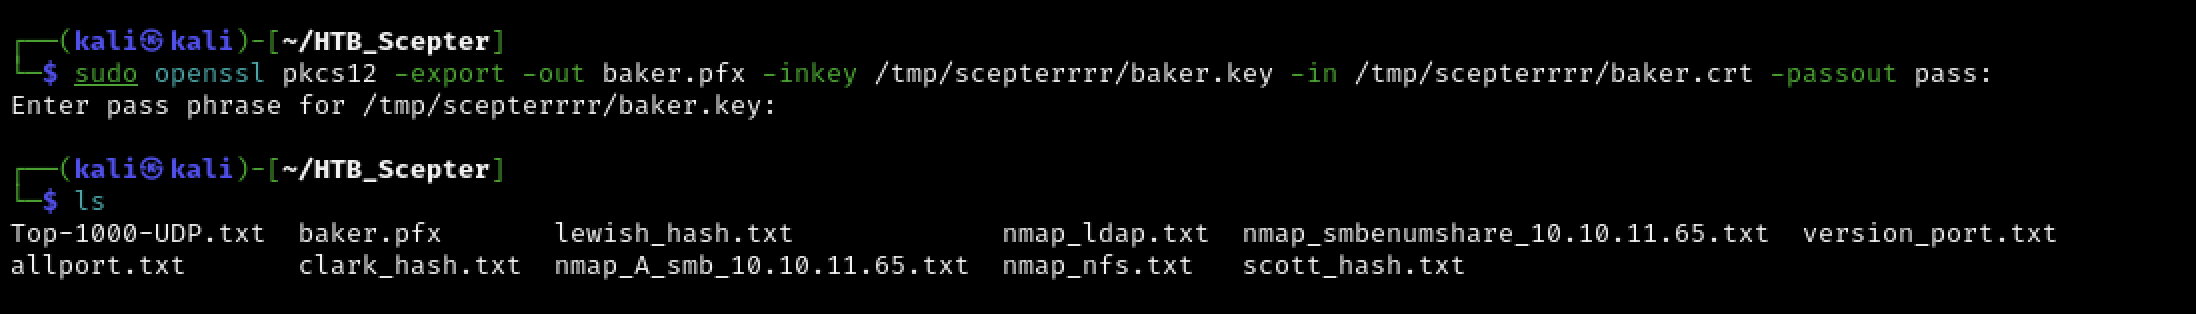 ┌──(kali㉿kali)-[~/HTB_Scepter]
└─$ sudo openssl pkcs12 -export -out baker.pfx -inkey /tmp/scepterrrr/baker.key -in /tmp/scepterrrr/baker.crt -passout pass:
Enter pass phrase for /tmp/scepterrrr/baker.key:
┌──(kali㉿kali)-[~/HTB_Scepter]
└─$ ls
Top-1000-UDP.txt  baker.pfx       lewish_hash.txt             nmap_ldap.txt  nmap_smbenumshare_10.10.11.65.txt  version_port.txt
allport.txt       clark_hash.txt  nmap_A_smb_10.10.11.65.txt  nmap_nfs.txt   scott_hash.txt